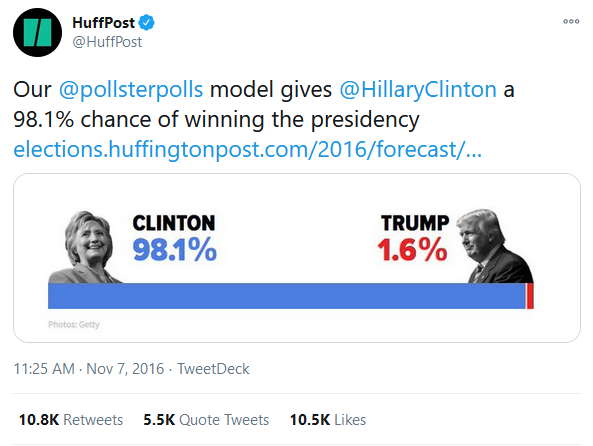 HuffPost
@HuffPost
Our @pollsterpolls model gives @HillaryClinton a
98.1% chance of winning the presidency
elections.huffingtonpost.com/2016/forecast/...
CLINTON
98.1%
TRUMP
1.6%
Photos: Getty
11:25 AM · Nov 7, 2016 · TweetDeck
10.8K Retweets 5.5K Quote Tweets 10.5K Likes